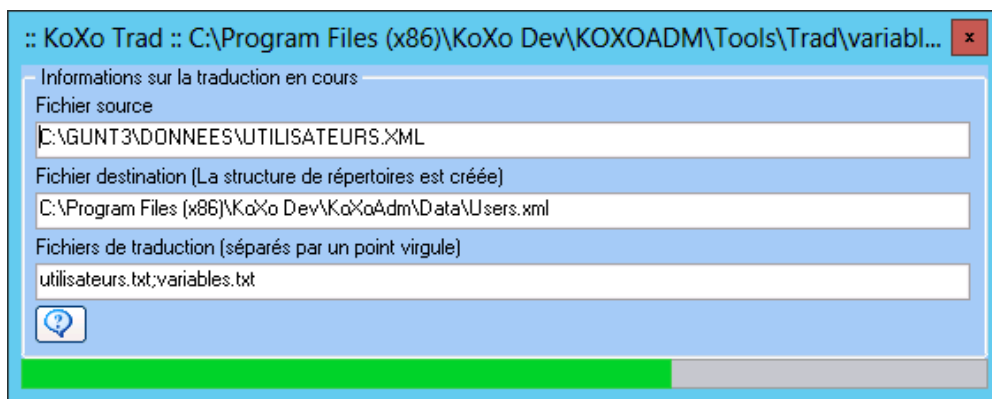 :: KoXo Trad :: C:\Program Files (x86)\KoXo Dev\KOXOADM\Tools\Trad\variabl...
x
Informations sur la traduction en cours
Fichier source
C:\GUNT3\DONNEES\UTILISATEURS.XML
Fichier destination (La structure de répertoires est créée)
C:\Program Files (x86)\KoXo Dev\KoXoAdm\Data\Users.xml
Fichiers de traduction (séparés par un point virgule)
utilisateurs.txt;variables.txt
?